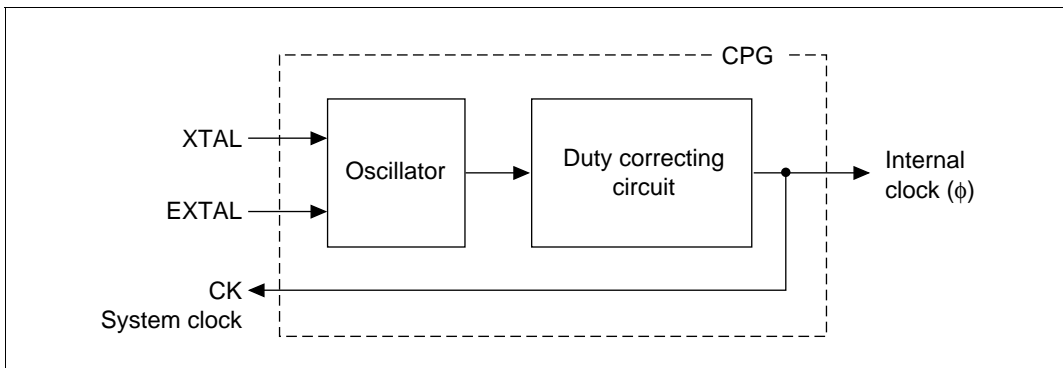 CPG
XTAL
EXTAL
Oscillator
Duty correcting
circuit
Internal
clock (ϕ)
CK
System clock